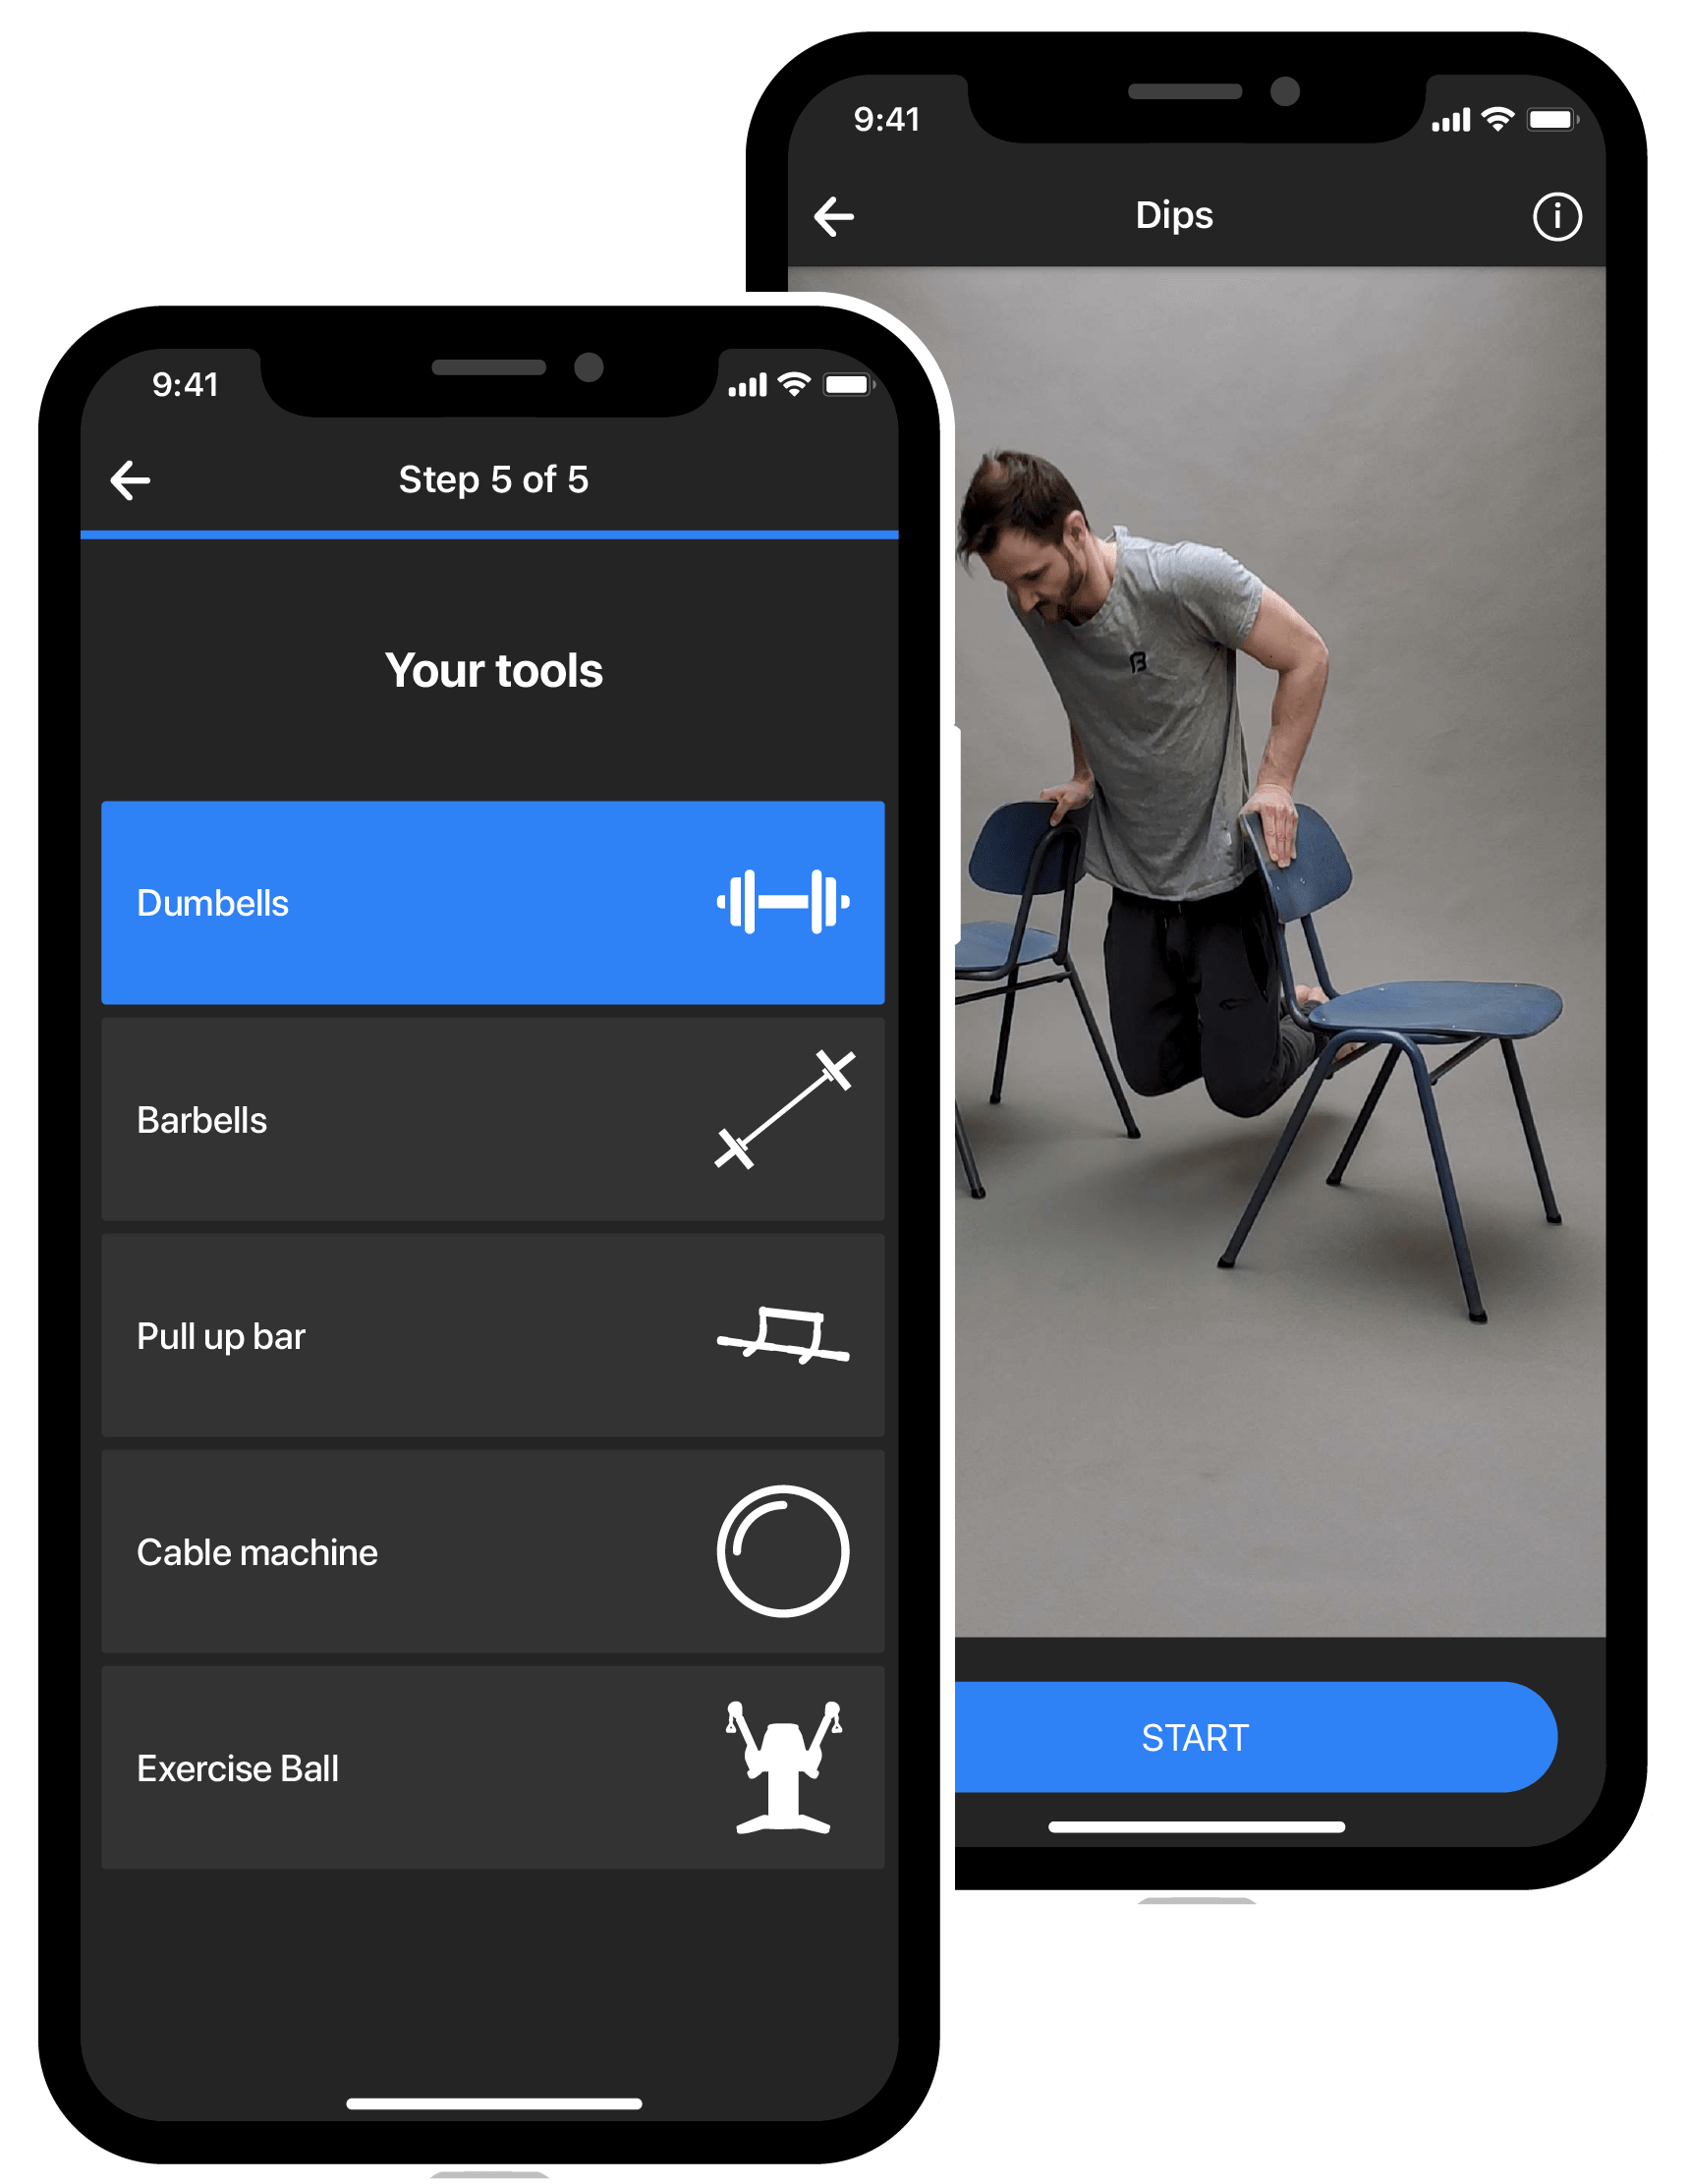 9:41
Dips
9:41
Step 5 of 5
Your tools
Dumbells
Barbells
Pull up bar
Cable machine
Exercise Ball
START